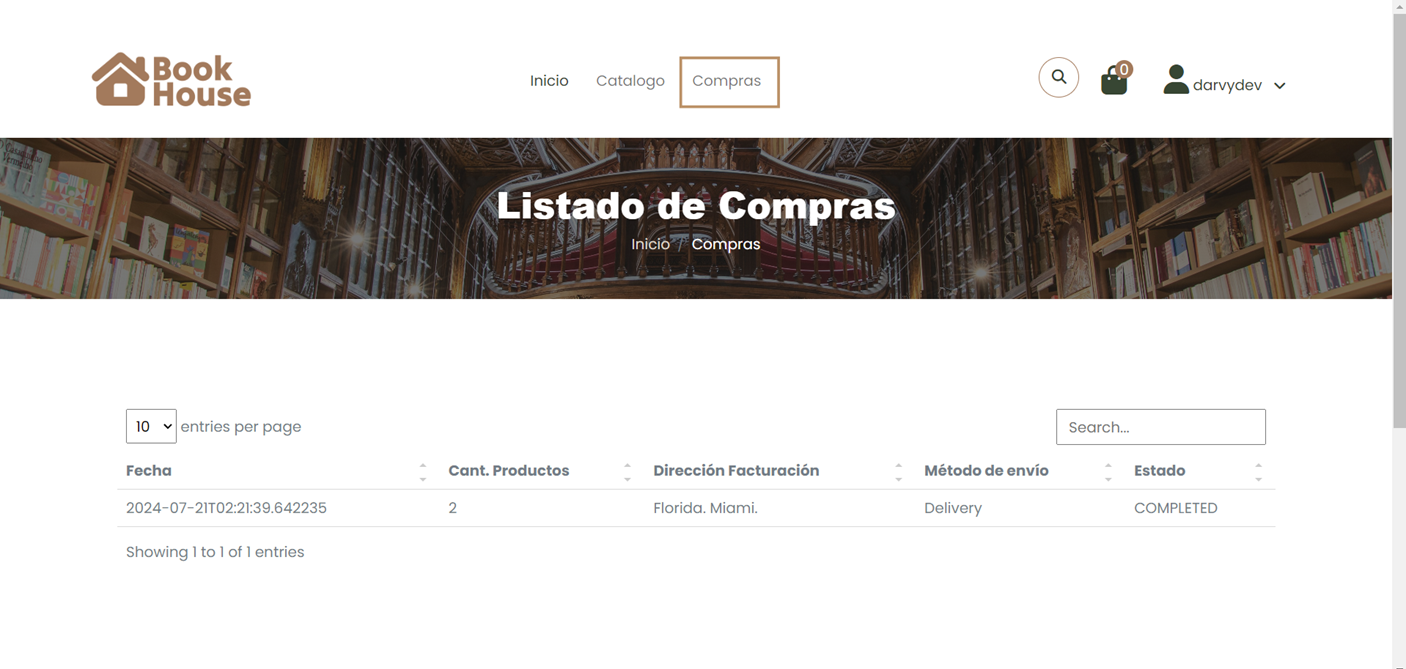 Book House
Inicio Catalogo Compras
0
darvydev
Listado de Compras
Inicio / Compras
10 entries per page
Search...
Fecha Cant. Productos Dirección Facturación Método de envío Estado
2024-07-21T02:21:39.642235 2 Florida. Miami. Delivery COMPLETED
Showing 1 to 1 of 1 entries